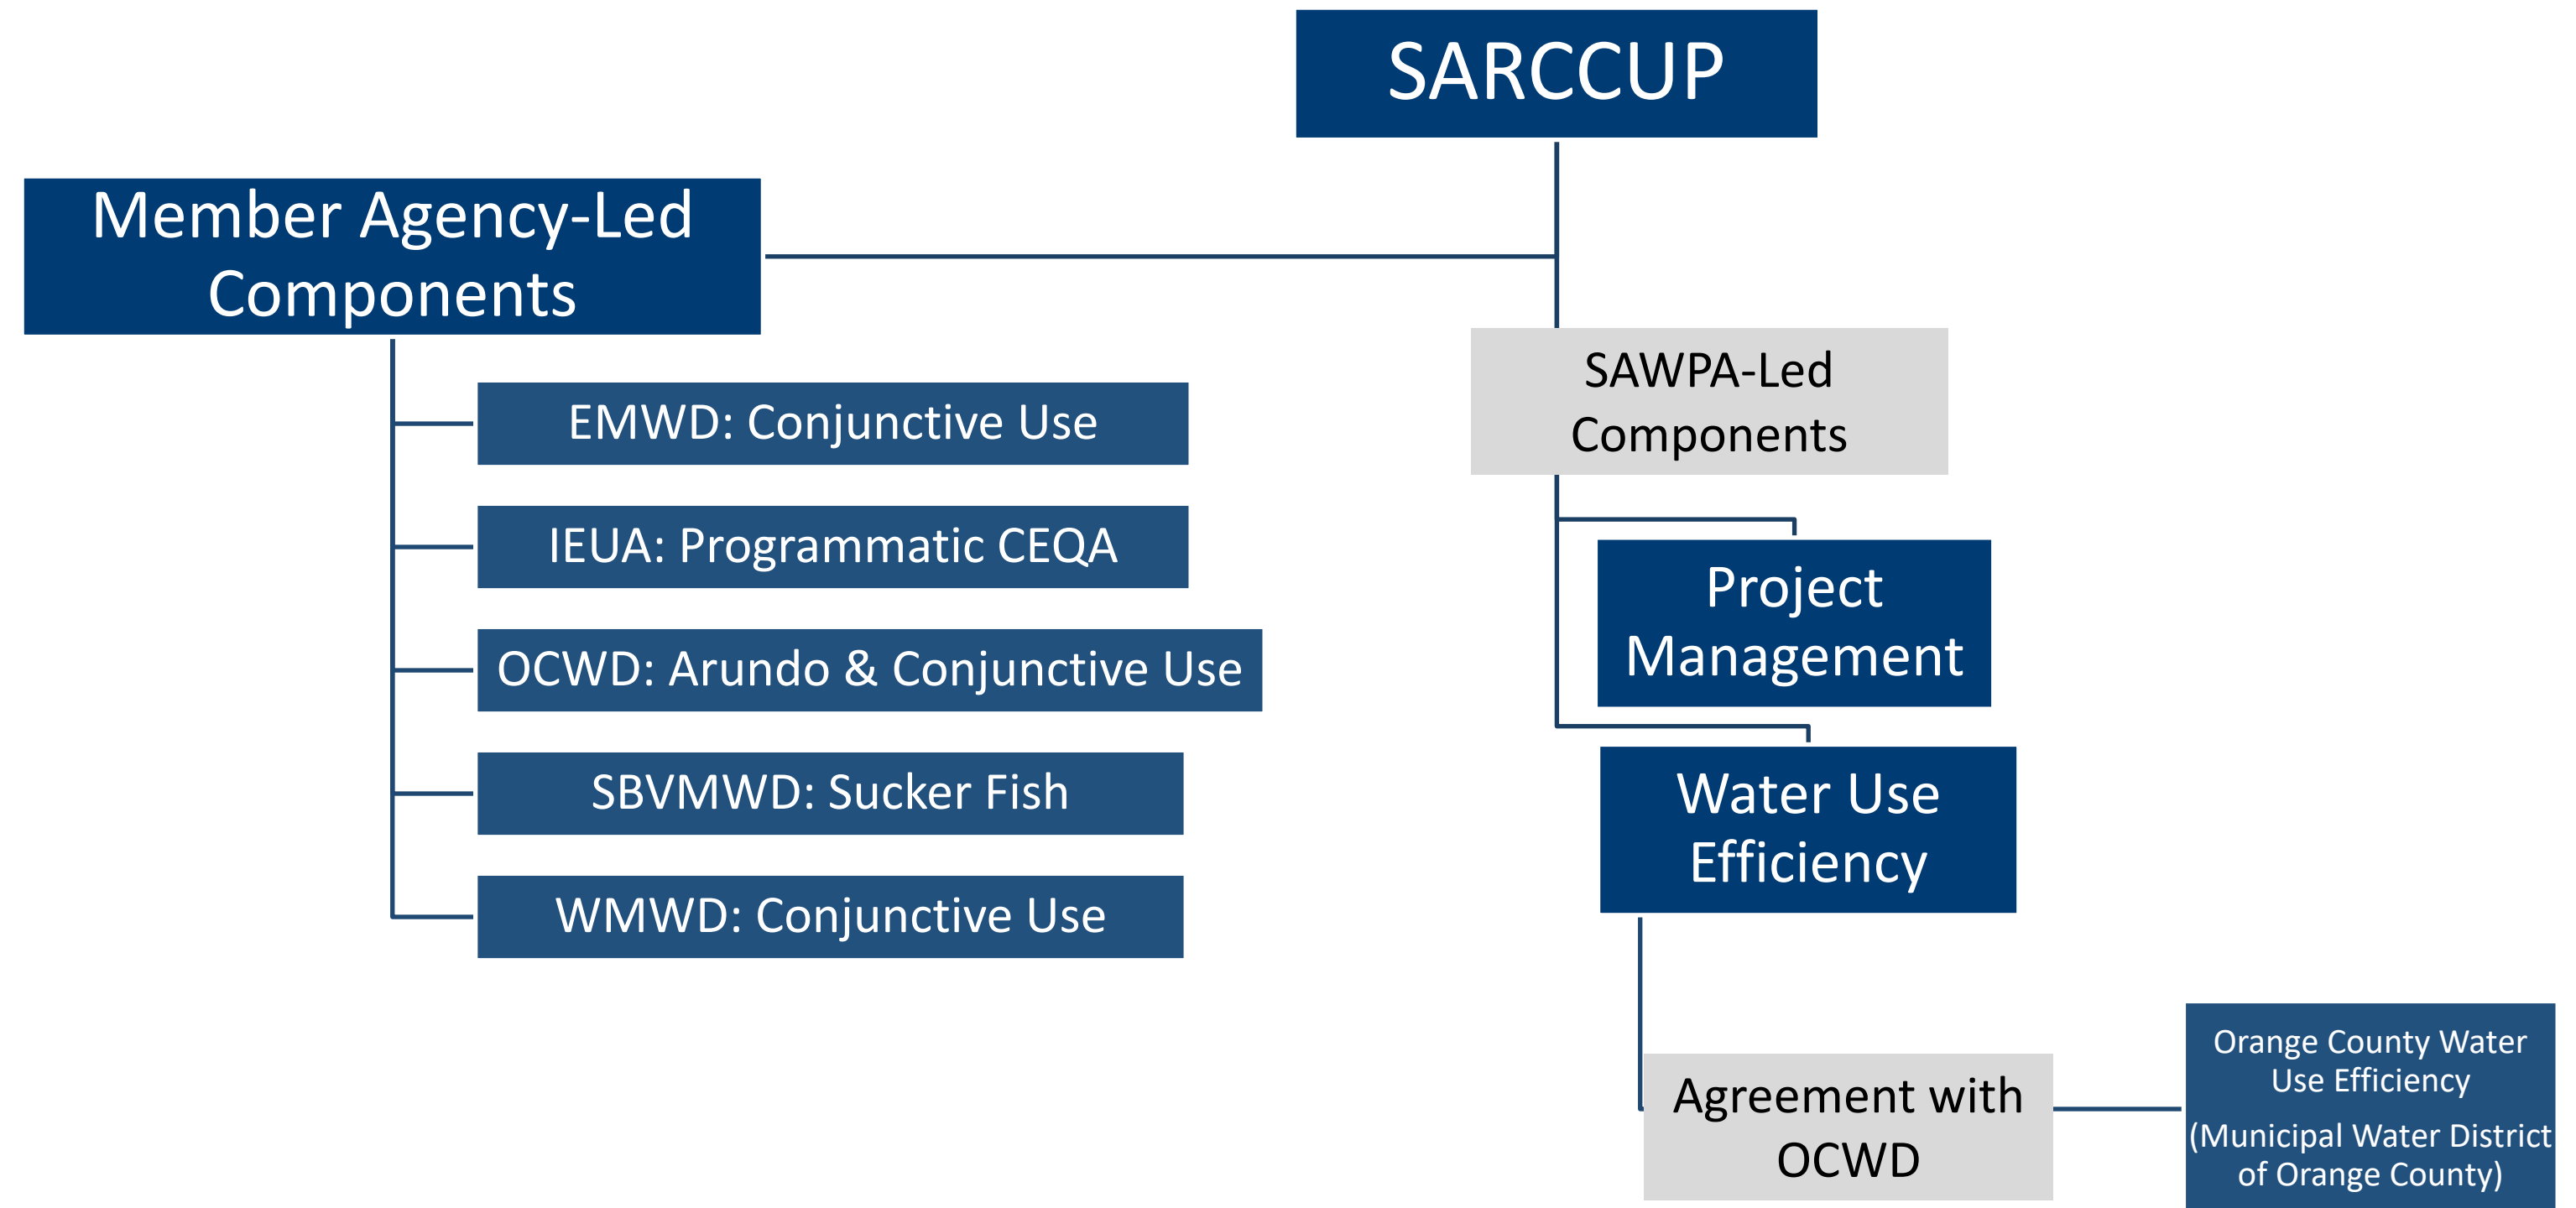 SARCCUP
Member Agency-Led
Components
EMWD: Conjunctive Use
IEUA: Programmatic CEQA
OCWD: Arundo & Conjunctive Use
SBVMWD: Sucker Fish
WMWD: Conjunctive Use
SAWPA-Led
Components
Project
Management
Water Use
Efficiency
Agreement with
OCWD
Orange County Water
Use Efficiency
(Municipal Water District
of Orange County)